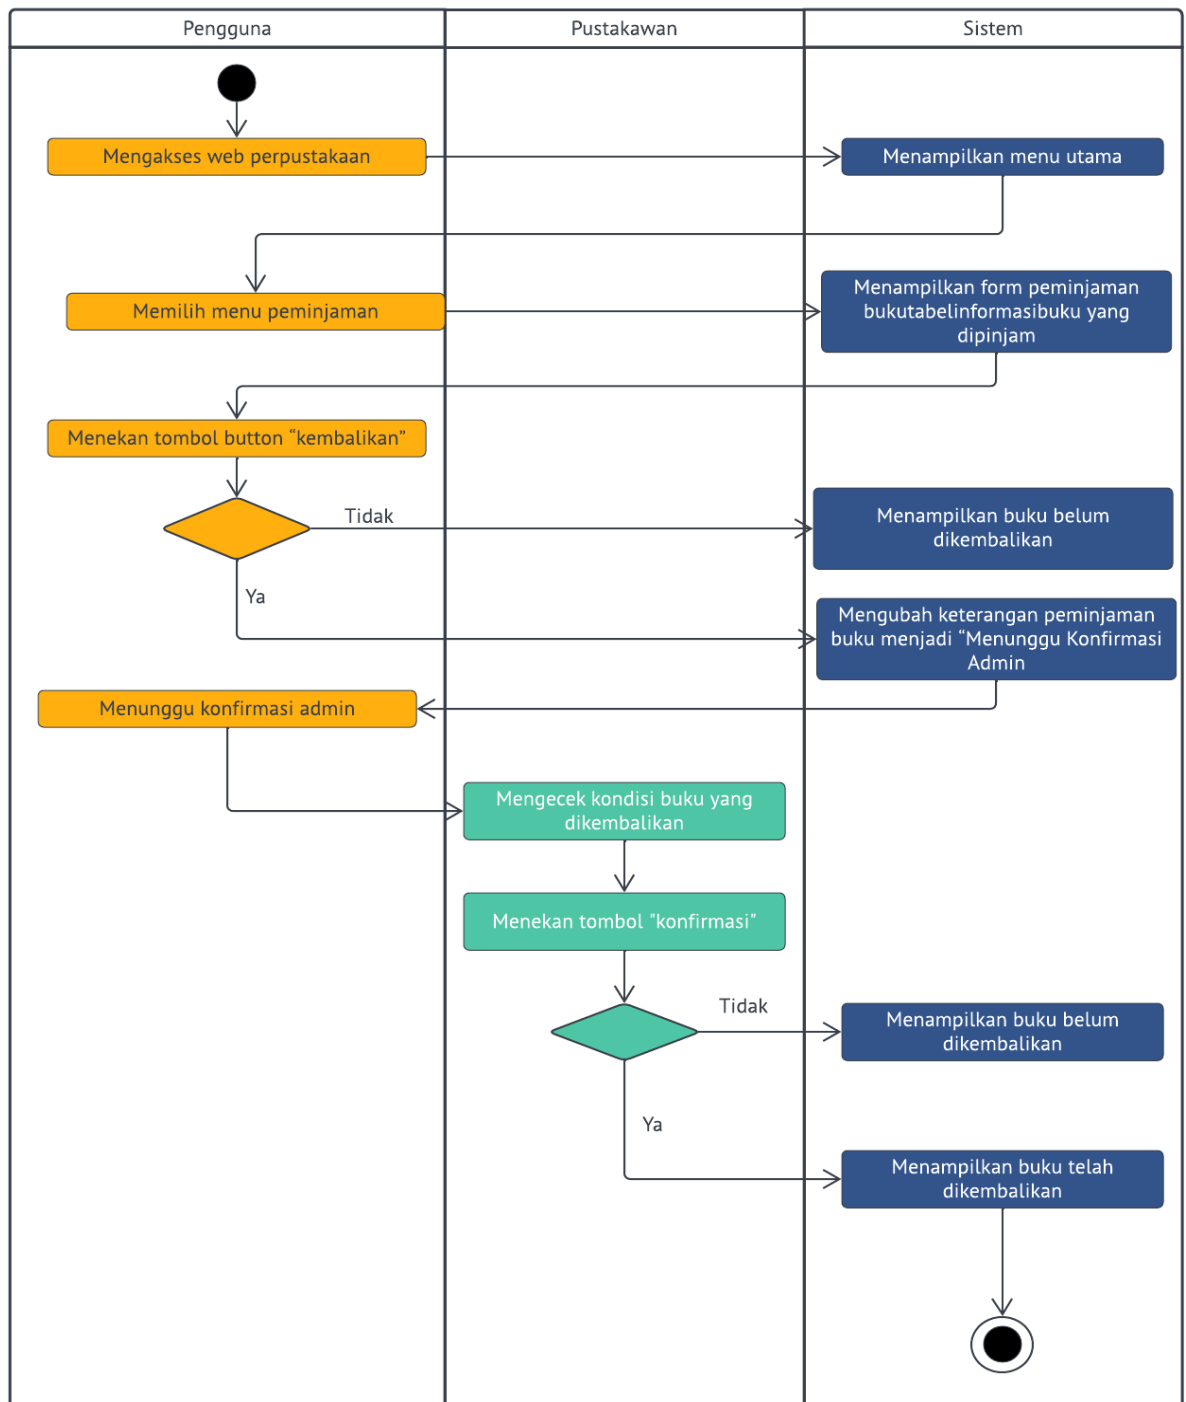 Pengguna
Pustakawan
Sistem
Mengakses web perpustakaan
Menampilkan menu utama
Memilih menu peminjaman
Menampilkan form peminjaman
bukutabelinformasibuku yang
dipinjam
Menekan tombol button “kembalikan”
Tidak
Menampilkan buku belum
dikembalikan
Ya
Mengubah keterangan peminjaman
buku menjadi “Menunggu Konfirmasi
Admin
Menunggu konfirmasi admin
Mengecek kondisi buku yang
dikembalikan
Menekan tombol "konfirmasi"
Tidak
Menampilkan buku belum
dikembalikan
Ya
Menampilkan buku telah
dikembalikan